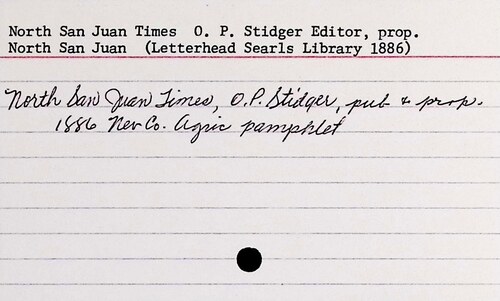 North San Juan Times O. P. Stidger Editor, prop.
North San Juan (Letterhead Searls Library 1886)
North San Juan Times, O.P. Stidger, pub & prop.
1886 Nev Co. Agric pamphlet